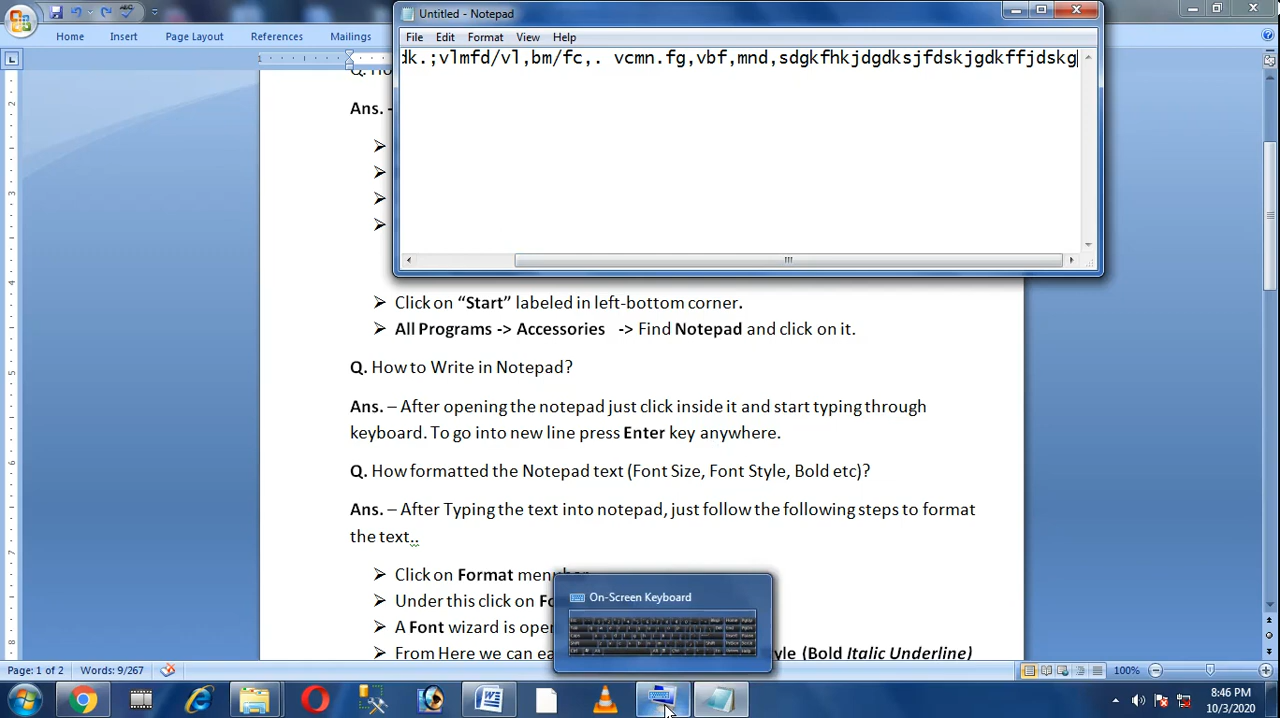 Untitled - Notepad
File Edit Format View Help
dk.;vlmfd/vl,bm/fc,. vcmn.fg,vbf,mnd,sdgkfhkjdgdksjfdskjgdkffjdskg
Home Insert Page Layout References Mailings
Ans. –
➢ Click on “Start” labeled in left-bottom corner.
➢ All Programs -> Accessories -> Find Notepad and click on it.
Q. How to Write in Notepad?
Ans. – After opening the notepad just click inside it and start typing through
keyboard. To go into new line press Enter key anywhere.
Q. How formatted the Notepad text (Font Size, Font Style, Bold etc)?
Ans. – After Typing the text into notepad, just follow the following steps to format
the text..
➢ Click on Format
➢ Under this click on
➢ A Font wizard is
➢ From Here we can (Bold Italic Underline)
On-Screen Keyboard
Page: 1 of 2 Words: 9/267 100%
8:46 PM
10/3/2020